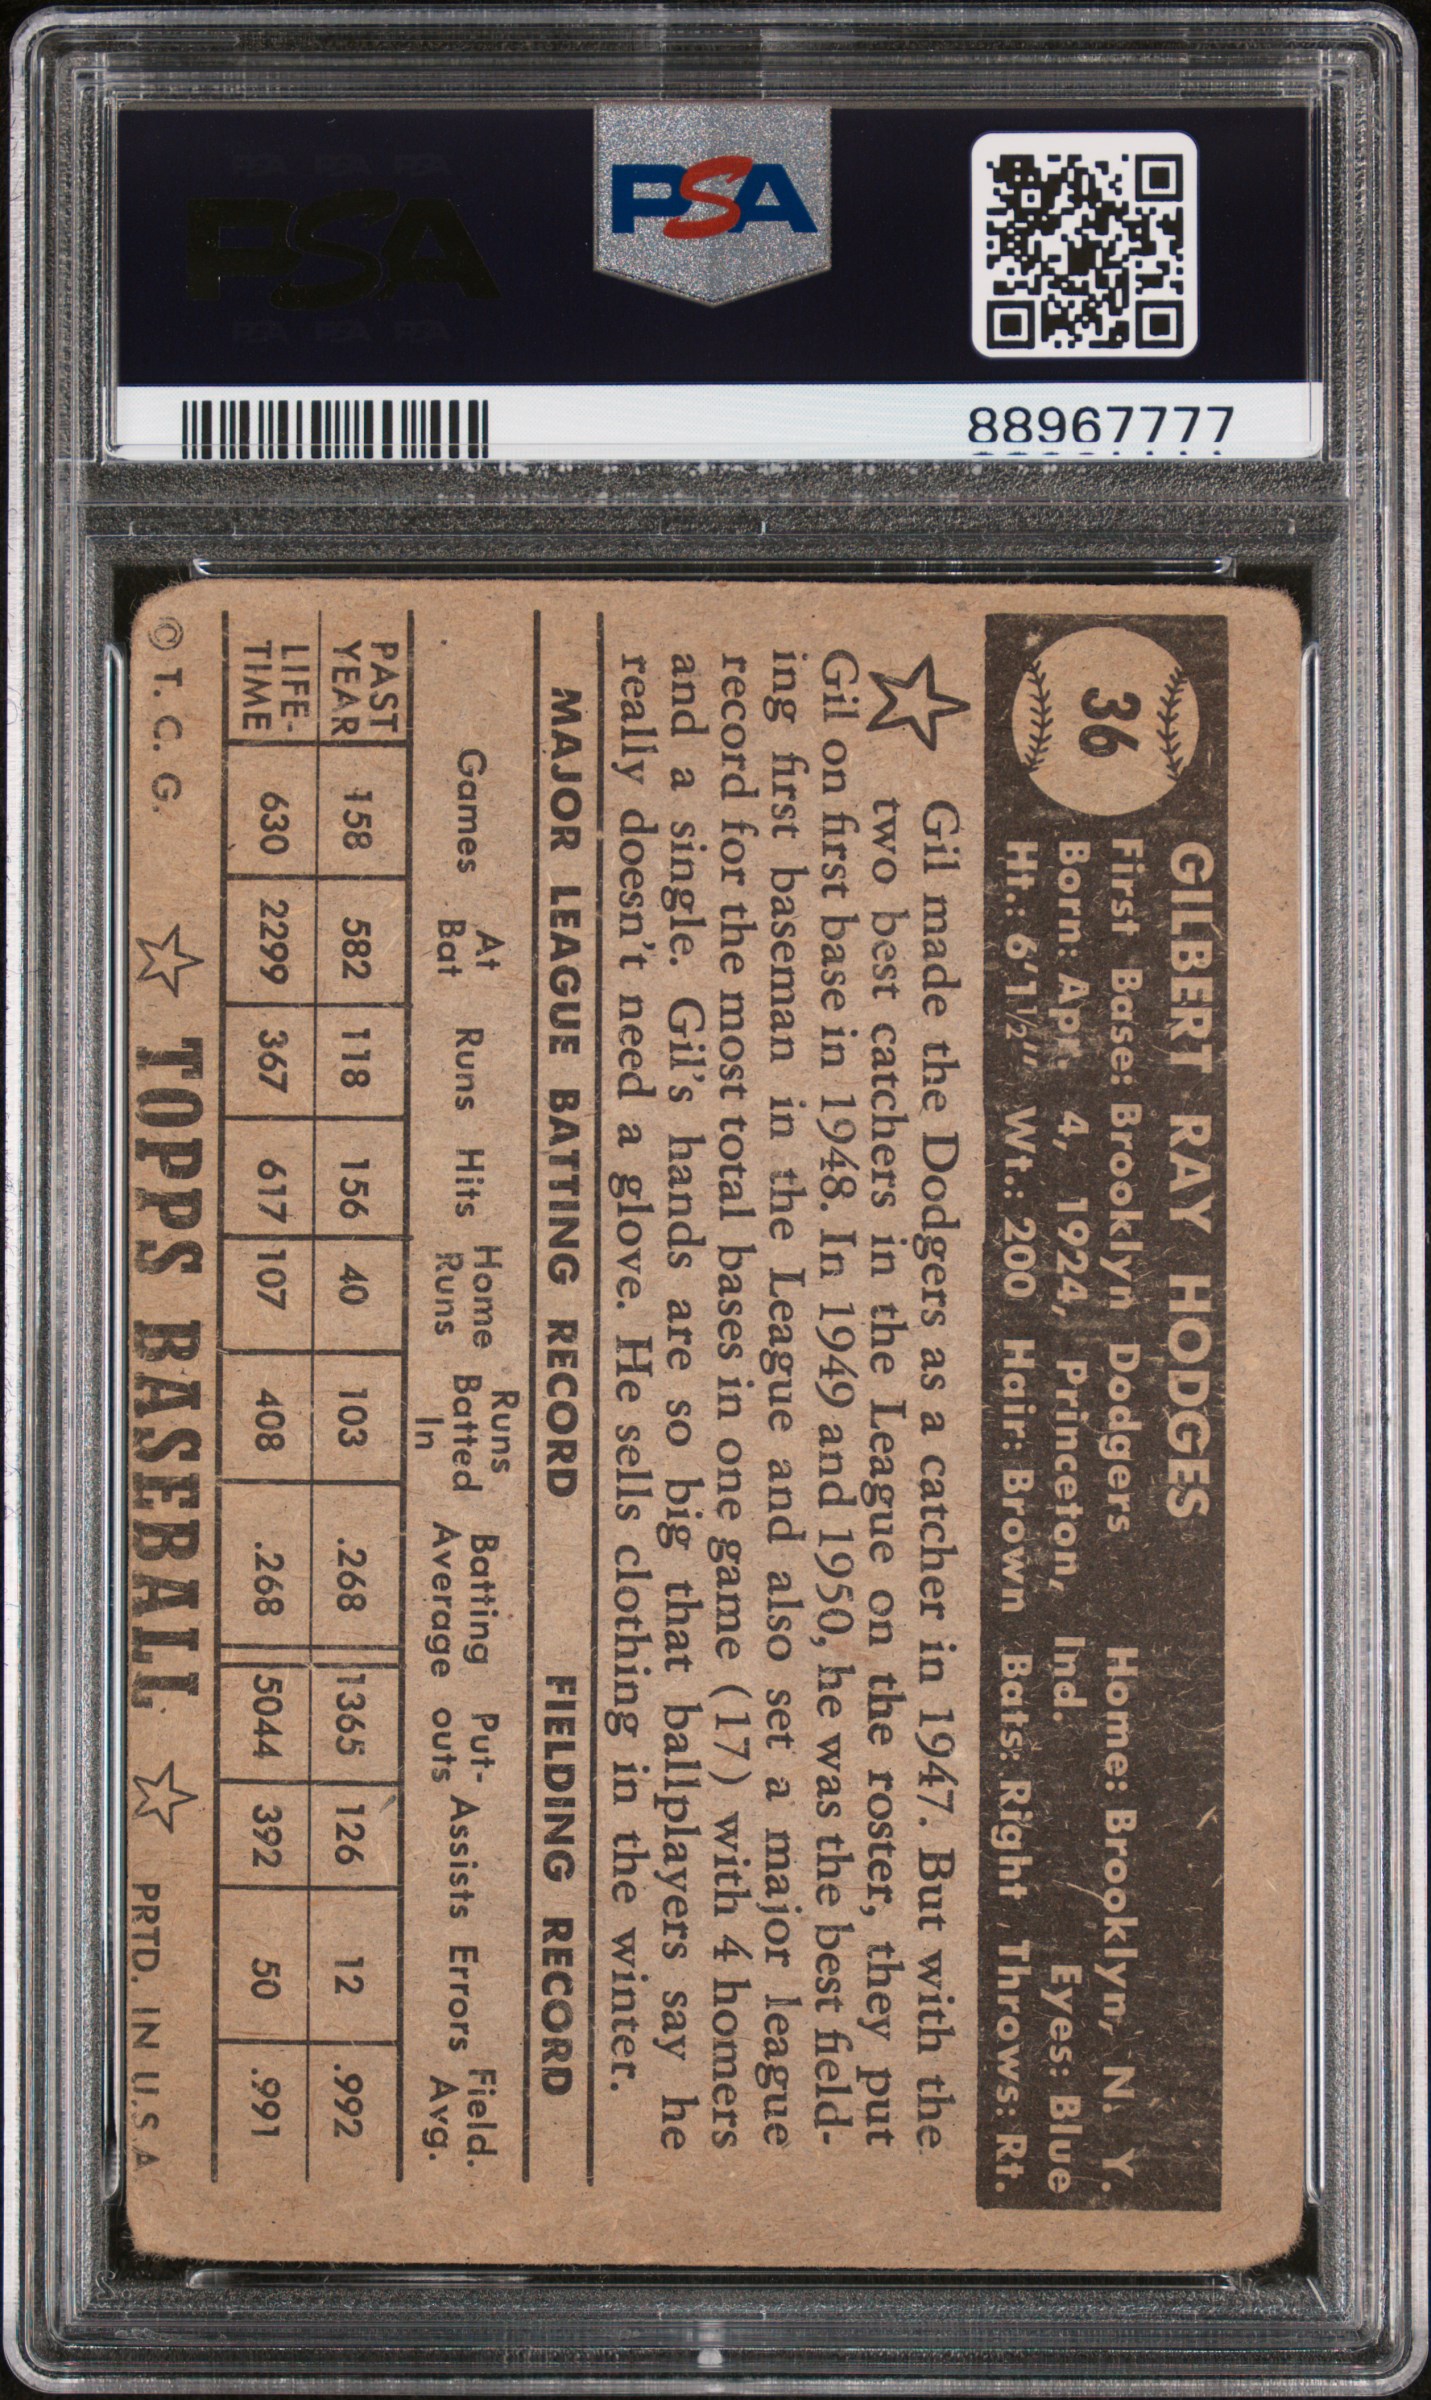 PSA
PSA
PSA PSA PSA
PSA PSA PSA
88967777
36
GILBERT RAY HODGES
First Base: Brooklyn Dodgers Home: Brooklyn, N. Y.
Born: Apr. 4, 1924, Princeton, Ind. Eyes: Blue
Ht.: 6'1½" Wt.: 200 Hair: Brown Bats: Right Throws: Rt.
Gil made the Dodgers as a catcher in 1947. But with the
two best catchers in the League on the roster, they put
Gil on first base in 1948. In 1949 and 1950, he was the best field-
ing first baseman in the League and also set a major league
record for the most total bases in one game (17) with 4 homers
and a single. Gil's hands are so big that ballplayers say he
really doesn't need a glove. He sells clothing in the winter.
MAJOR LEAGUE BATTING RECORD FIELDING RECORD
Games At Bat Runs Hits Home Runs Runs Batted In Batting Average Put-outs Assists Errors Field. Avg.
PAST YEAR 158 582 118 156 40 103 .268 1365 126 12 .992
LIFE-TIME 630 2299 367 617 107 408 .268 5044 392 50 .991
© T. C. G. TOPPS BASEBALL PRTD. IN U.S.A